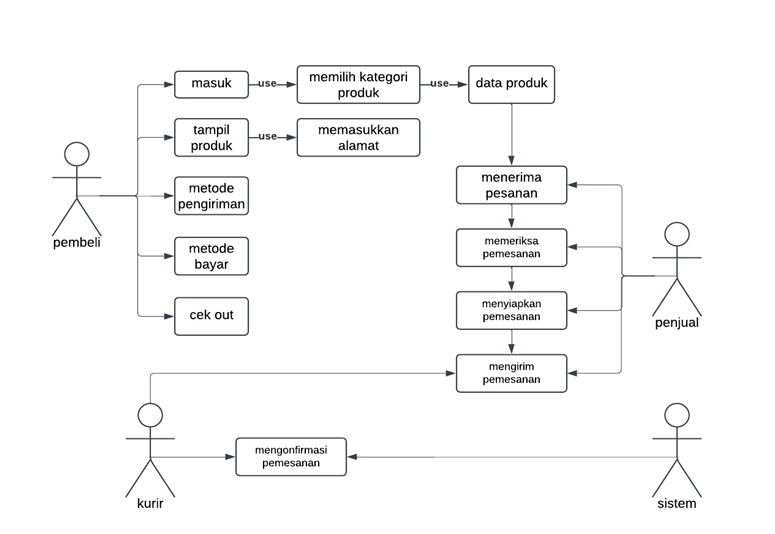 masuk
use
memilih kategori
produk
use
data produk
tampil
produk
use
memasukkan
alamat
metode
pengiriman
metode
bayar
cek out
pembeli
menerima
pesanan
memeriksa
pemesanan
menyiapkan
pemesanan
mengirim
pemesanan
penjual
kurir
mengonfirmasi
pemesanan
sistem